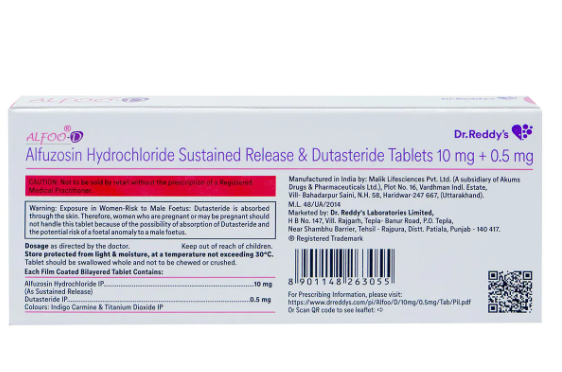 ALFOO®-D
ALFOO®-D
Dr.Reddy's
Alfuzosin Hydrochloride Sustained Release & Dutasteride Tablets 10 mg + 0.5 mg
CAUTION: Not to be sold by retail without the prescription of a Registered
Medical Practitioner.
Warning: Exposure in Women-Risk to Male Foetus: Dutasteride is absorbed
through the skin. Therefore, women who are pregnant or may be pregnant should
not handle this tablet because of the possibility of absorption of Dutasteride and
the potential risk of a foetal anomaly to a male foetus.
Dosage as directed by the doctor. Keep out of reach of children.
Store protected from light & moisture, at a temperature not exceeding 30°C.
Tablet should be swallowed whole and not to be chewed or crushed.
Each Film Coated Bilayered Tablet Contains:
Alfuzosin Hydrochloride IP.....10 mg
(As Sustained Release)
Dutasteride IP.....0.5 mg
Colours: Indigo Carmine & Titanium Dioxide IP
Manufactured in India by: Malik Lifesciences Pvt. Ltd. (A subsidiary of Akums
Drugs & Pharmaceuticals Ltd.), Plot No. 16, Vardhman Indl. Estate,
Vill- Bahadarpur Saini, N.H. 58, Haridwar-247 667, (Uttarakhand).
M.L. 48/UA/2014
Marketed by: Dr. Reddy's Laboratories Limited,
H B No. 147, Vill. Rajgarh, Tepla- Banur Road, P.O. Tepla,
Near Shambhu Barrier, Tehsil - Rajpura, Distt. Patiala, Punjab - 140 417.
® Registered Trademark
8 901148 263055
For Prescribing Information, please visit:
https://www.dreddys.com/pi/Alfoo/D/10mg/0.5mg/Tab/Pil.pdf
Or Scan QR code to see leaflet: ⇨